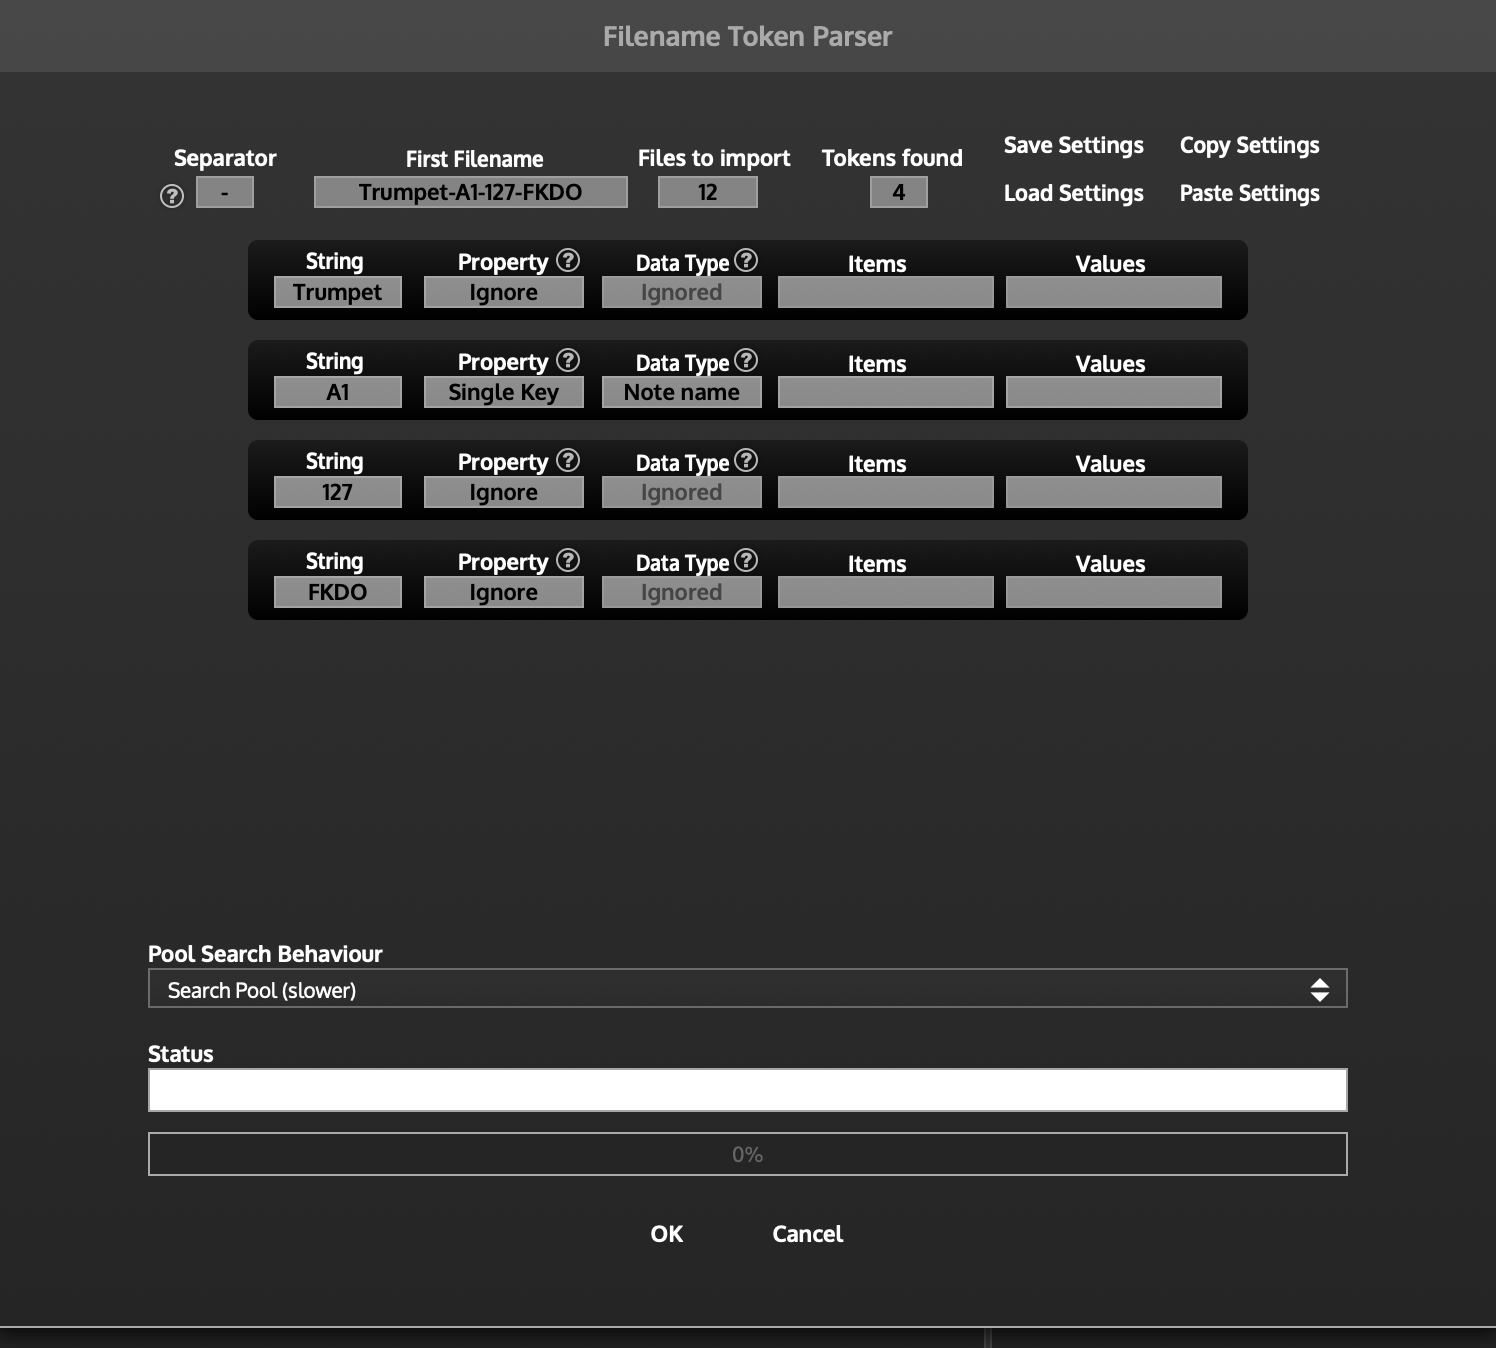 Filename Token Parser
Separator First Filename Files to import Tokens found Save Settings Copy Settings
? - Trumpet-A1-127-FKDO 12 4 Load Settings Paste Settings
String Property ? Data Type ? Items Values
Trumpet Ignore Ignored
String Property ? Data Type ? Items Values
A1 Single Key Note name
String Property ? Data Type ? Items Values
127 Ignore Ignored
String Property ? Data Type ? Items Values
FKDO Ignore Ignored
Pool Search Behaviour
Search Pool (slower)
Status
0%
OK Cancel